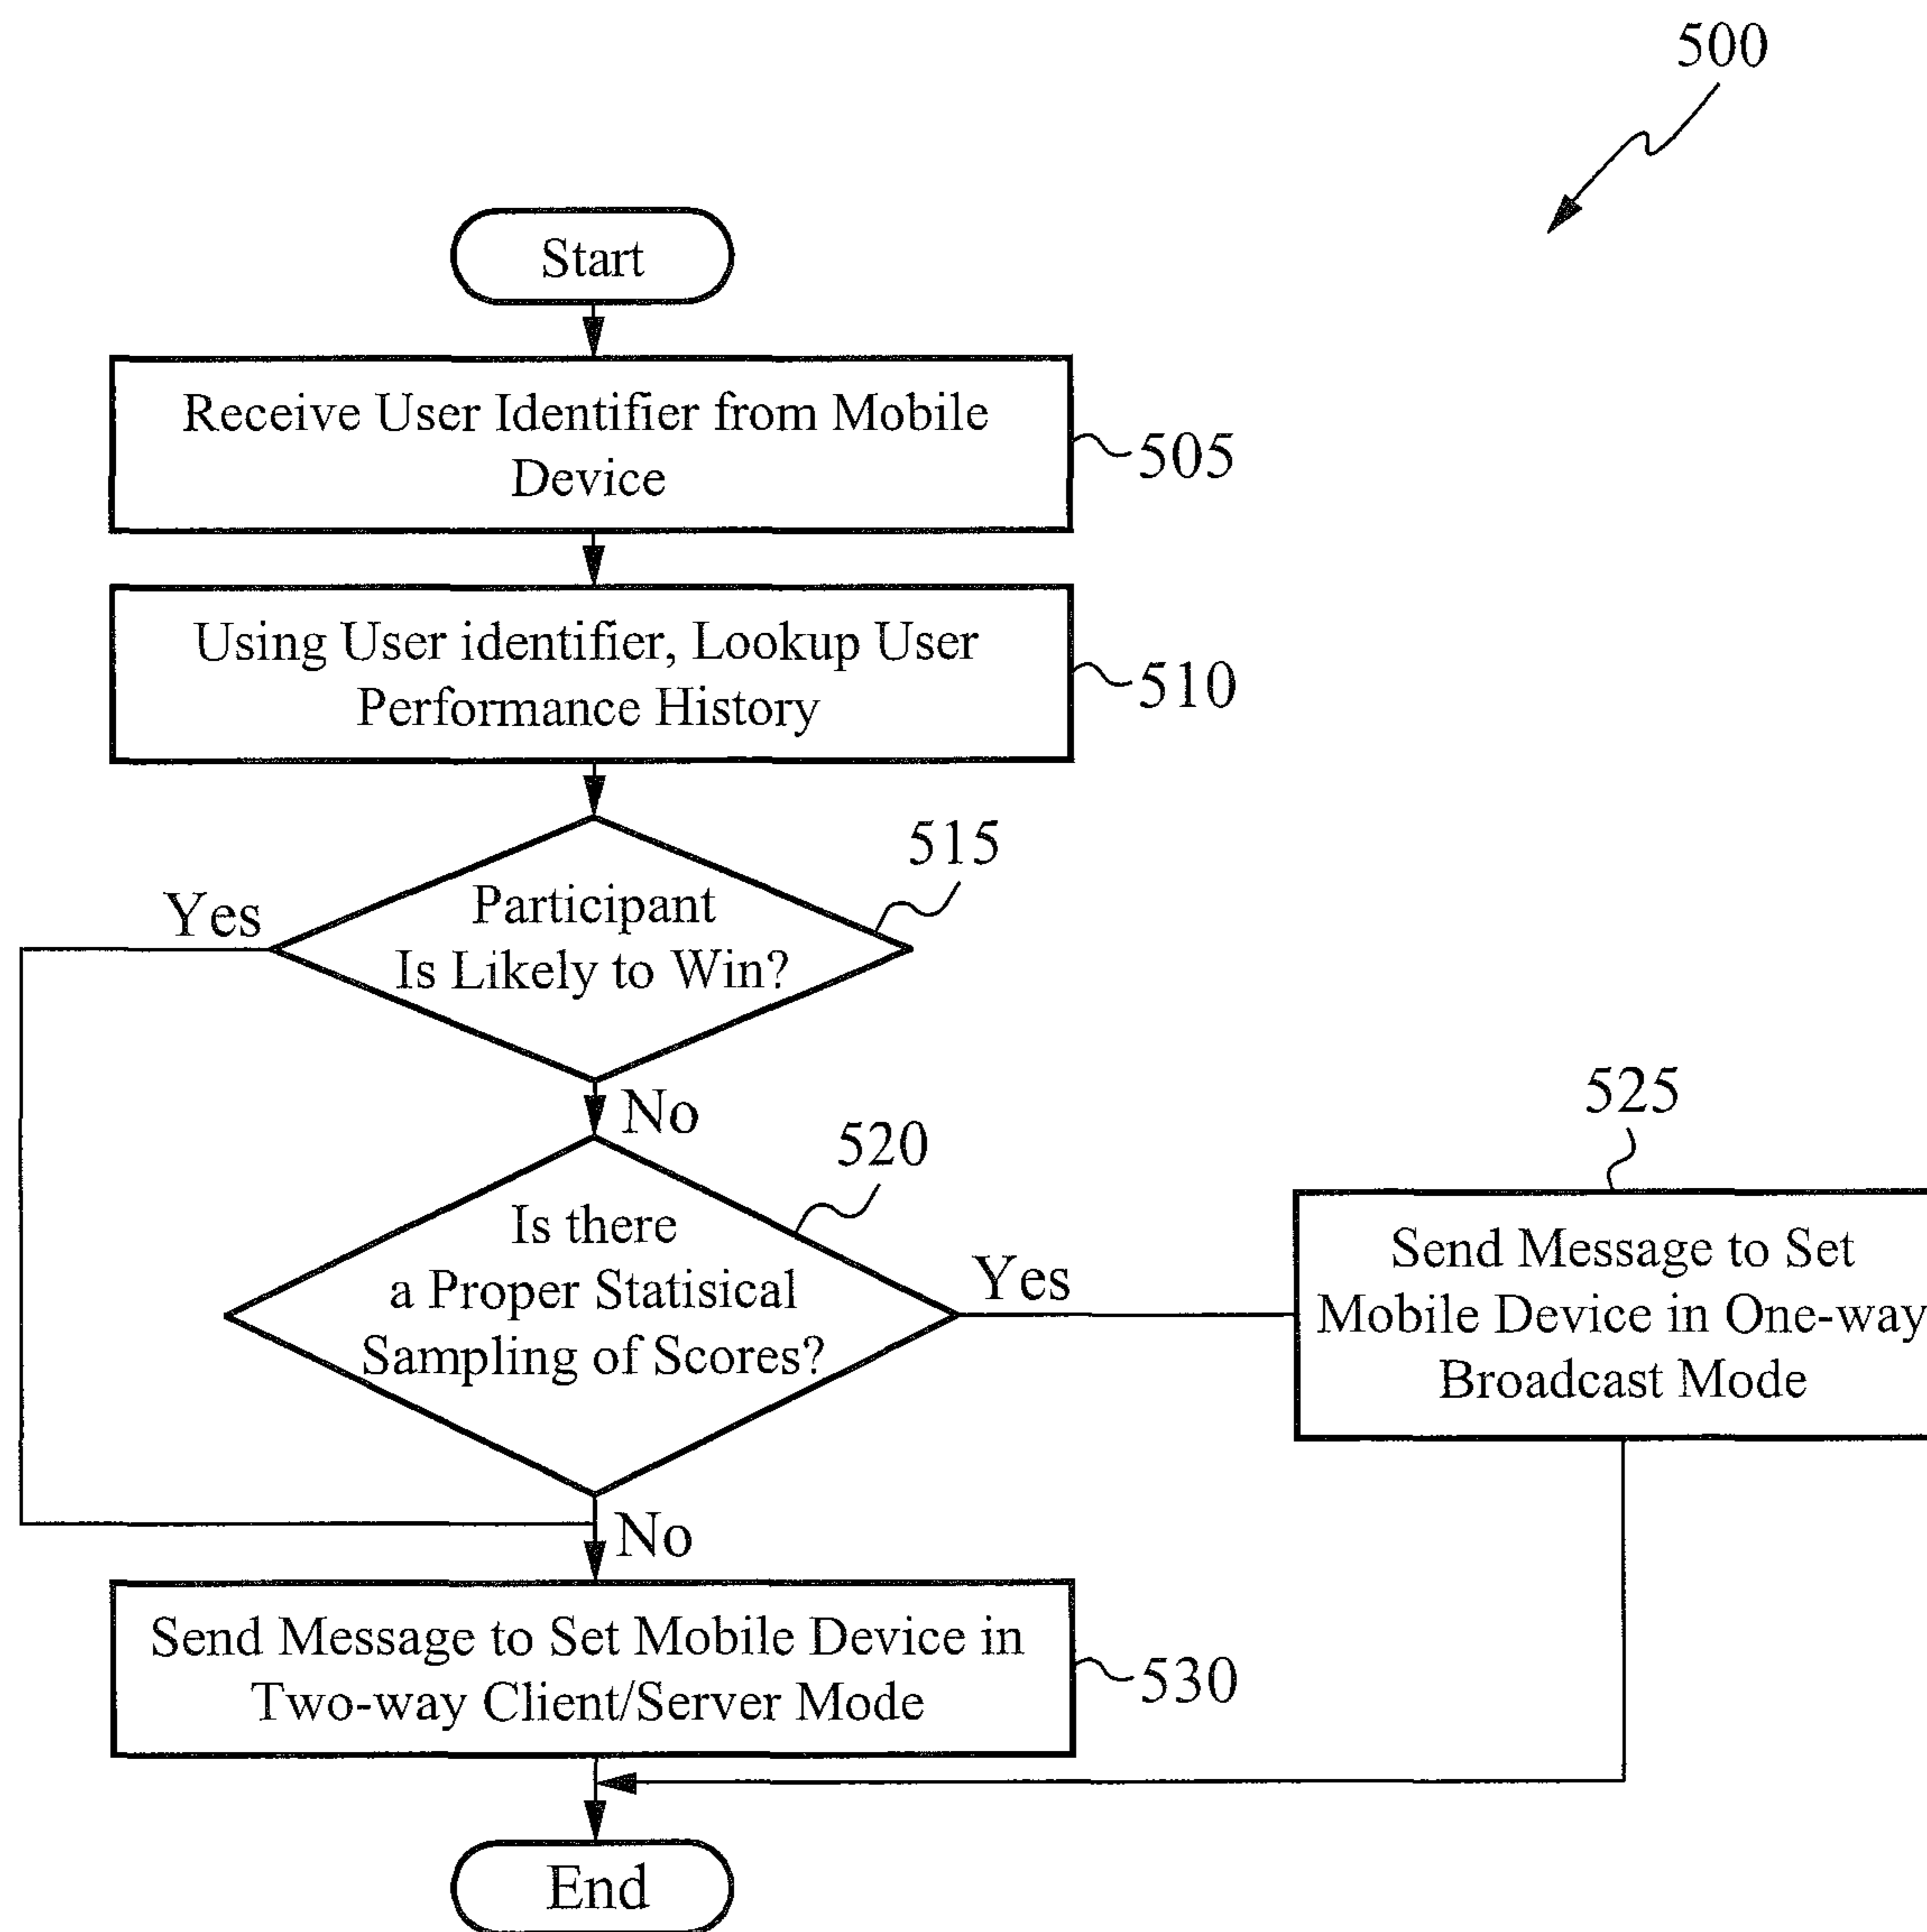 500
Start
Receive User Identifier from Mobile
Device
505
Using User identifier, Lookup User
Performance History
510
515
Yes
Participant
Is Likely to Win?
No
520
525
Is there
a Proper Statisical
Sampling of Scores?
Yes
Send Message to Set
Mobile Device in One-way
Broadcast Mode
No
Send Message to Set Mobile Device in
Two-way Client/Server Mode
530
End